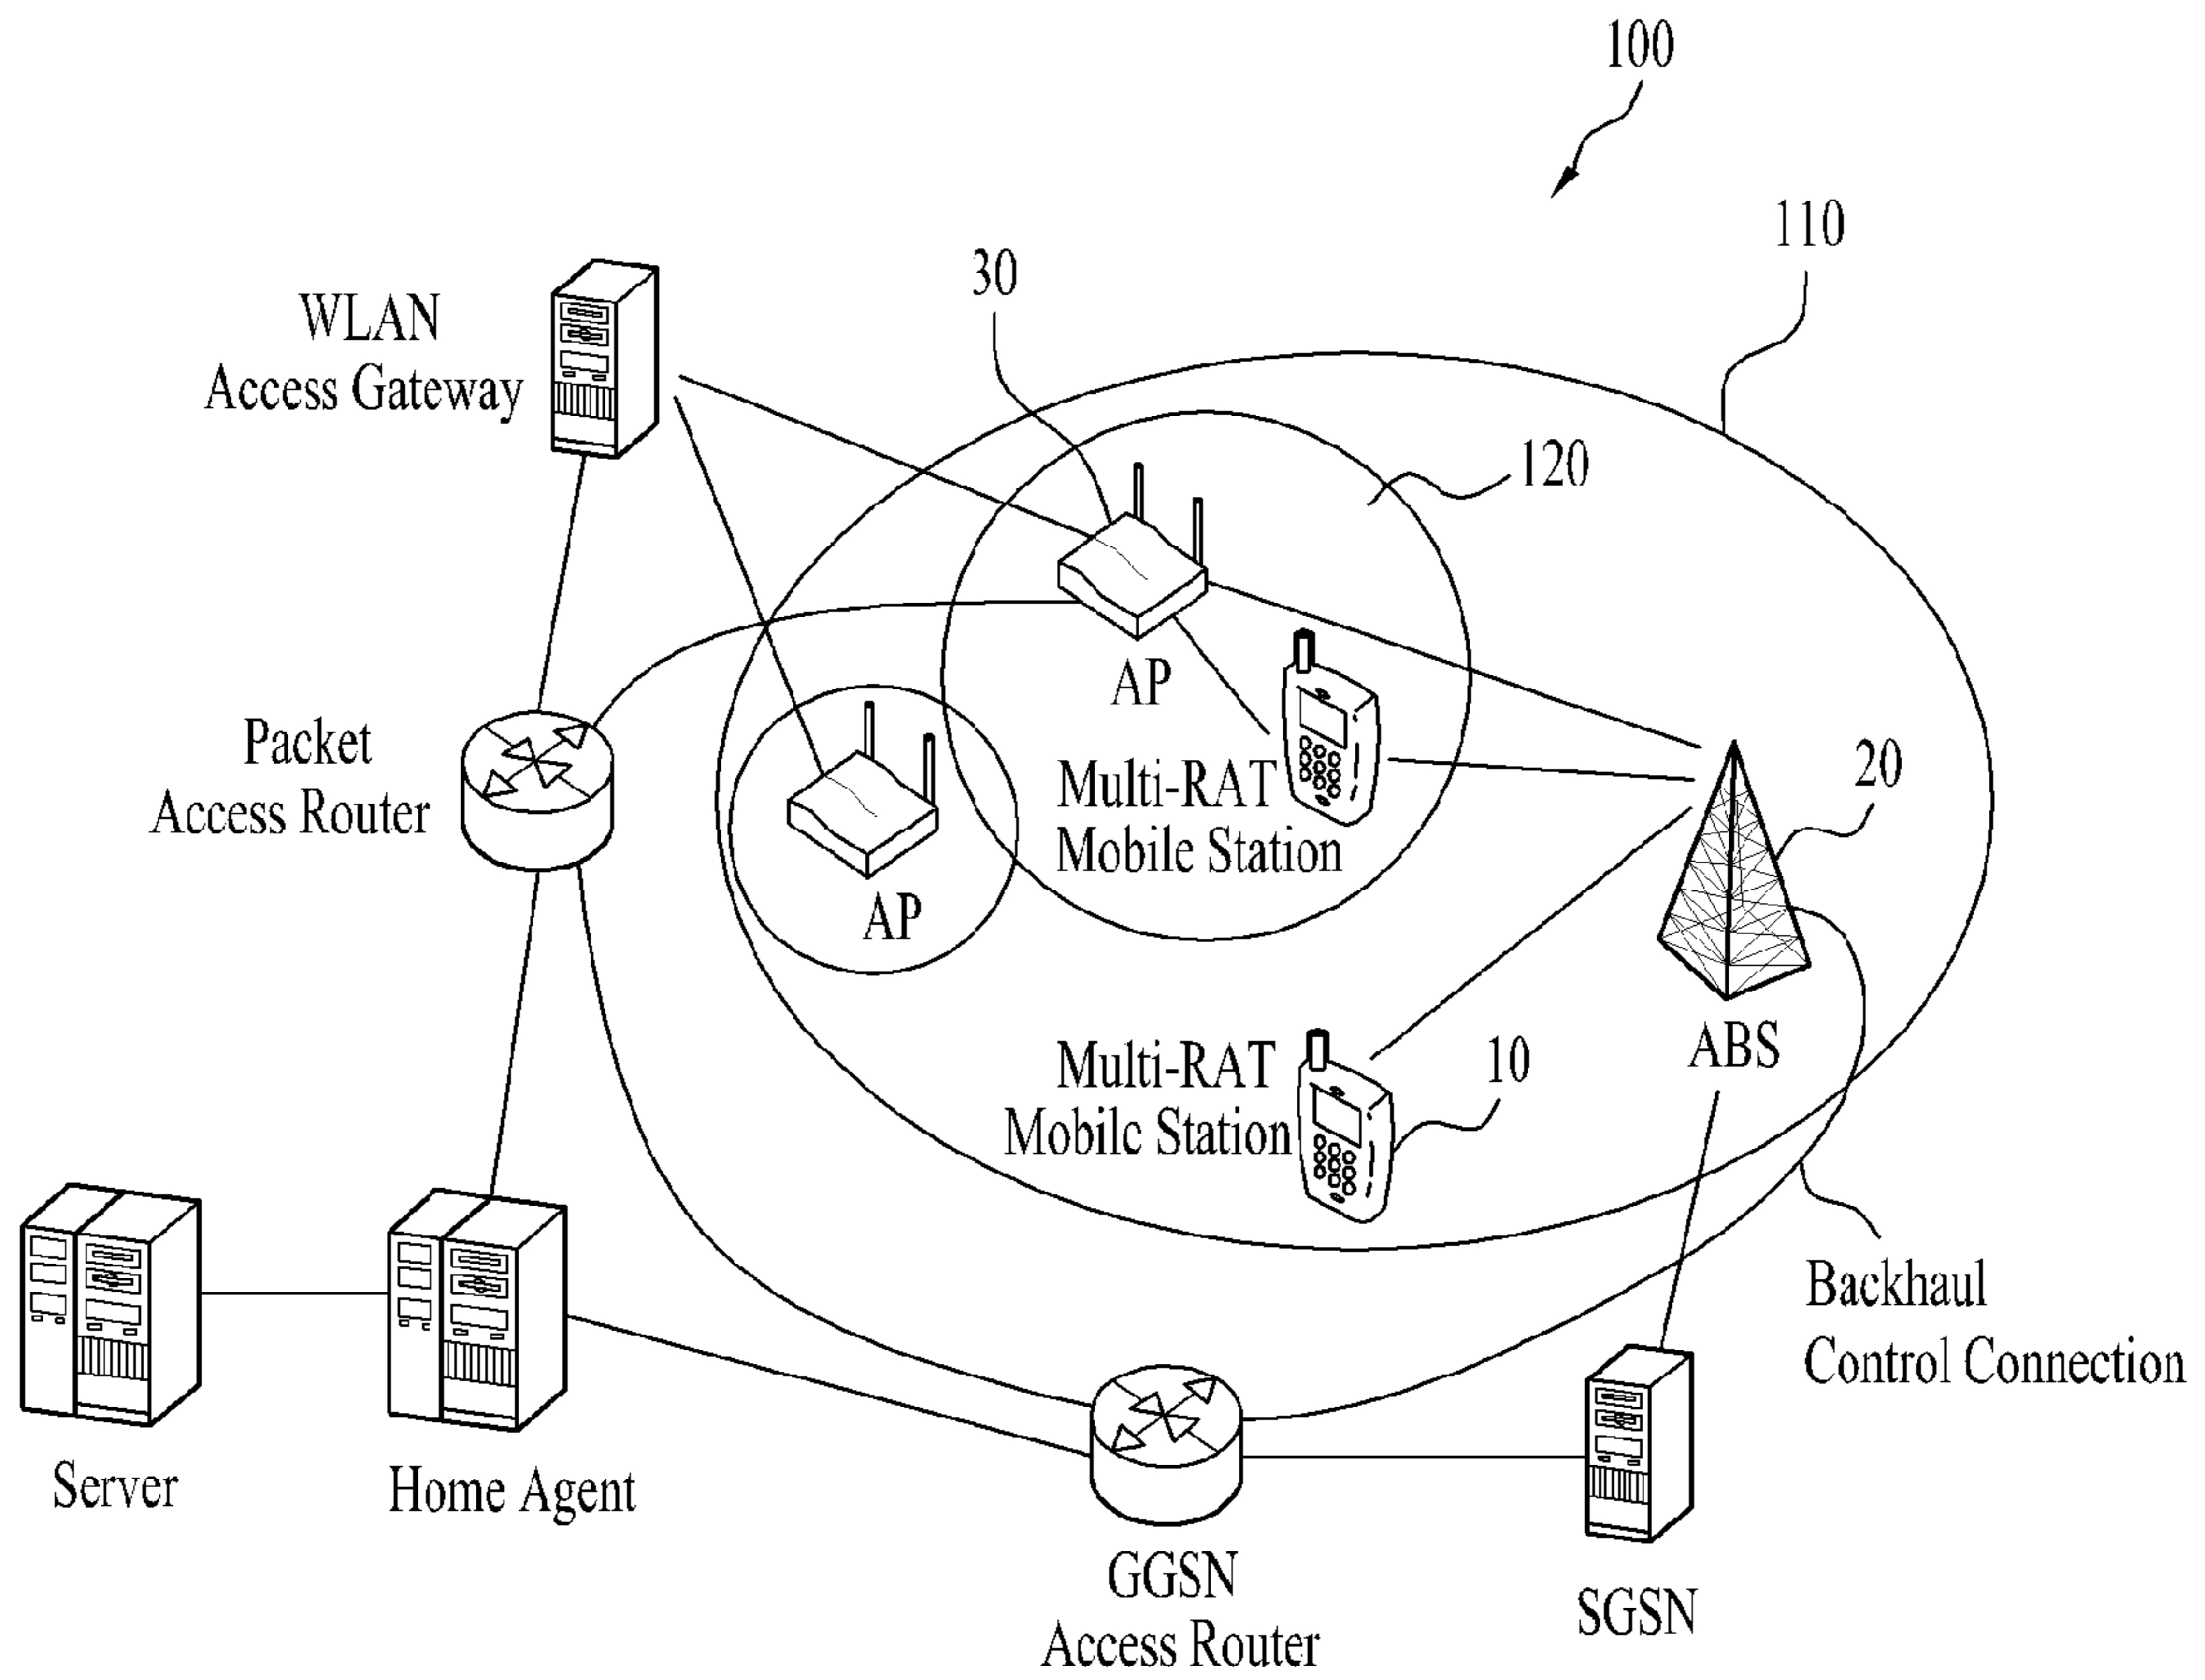 100
110
30
WLAN
Access Gateway
120
AP
Packet
Access Router
Multi-RAT
Mobile Station
20
AP
ABS
Multi-RAT
Mobile Station
10
Backhaul
Control Connection
Server
Home Agent
GGSN
Access Router
SGSN